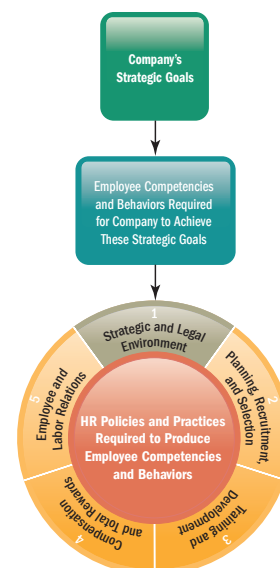 Company's
Strategic Goals
Employee Competencies
and Behaviors Required
for Company to Achieve
These Strategic Goals
1
Strategic and Legal
Environment
2
Planning, Recruitment,
and Selection
3
Training and
Development
4
Compensation
and Total Rewards
5
Employee and
Labor Relations
HR Policies and Practices
Required to Produce
Employee Competencies
and Behaviors